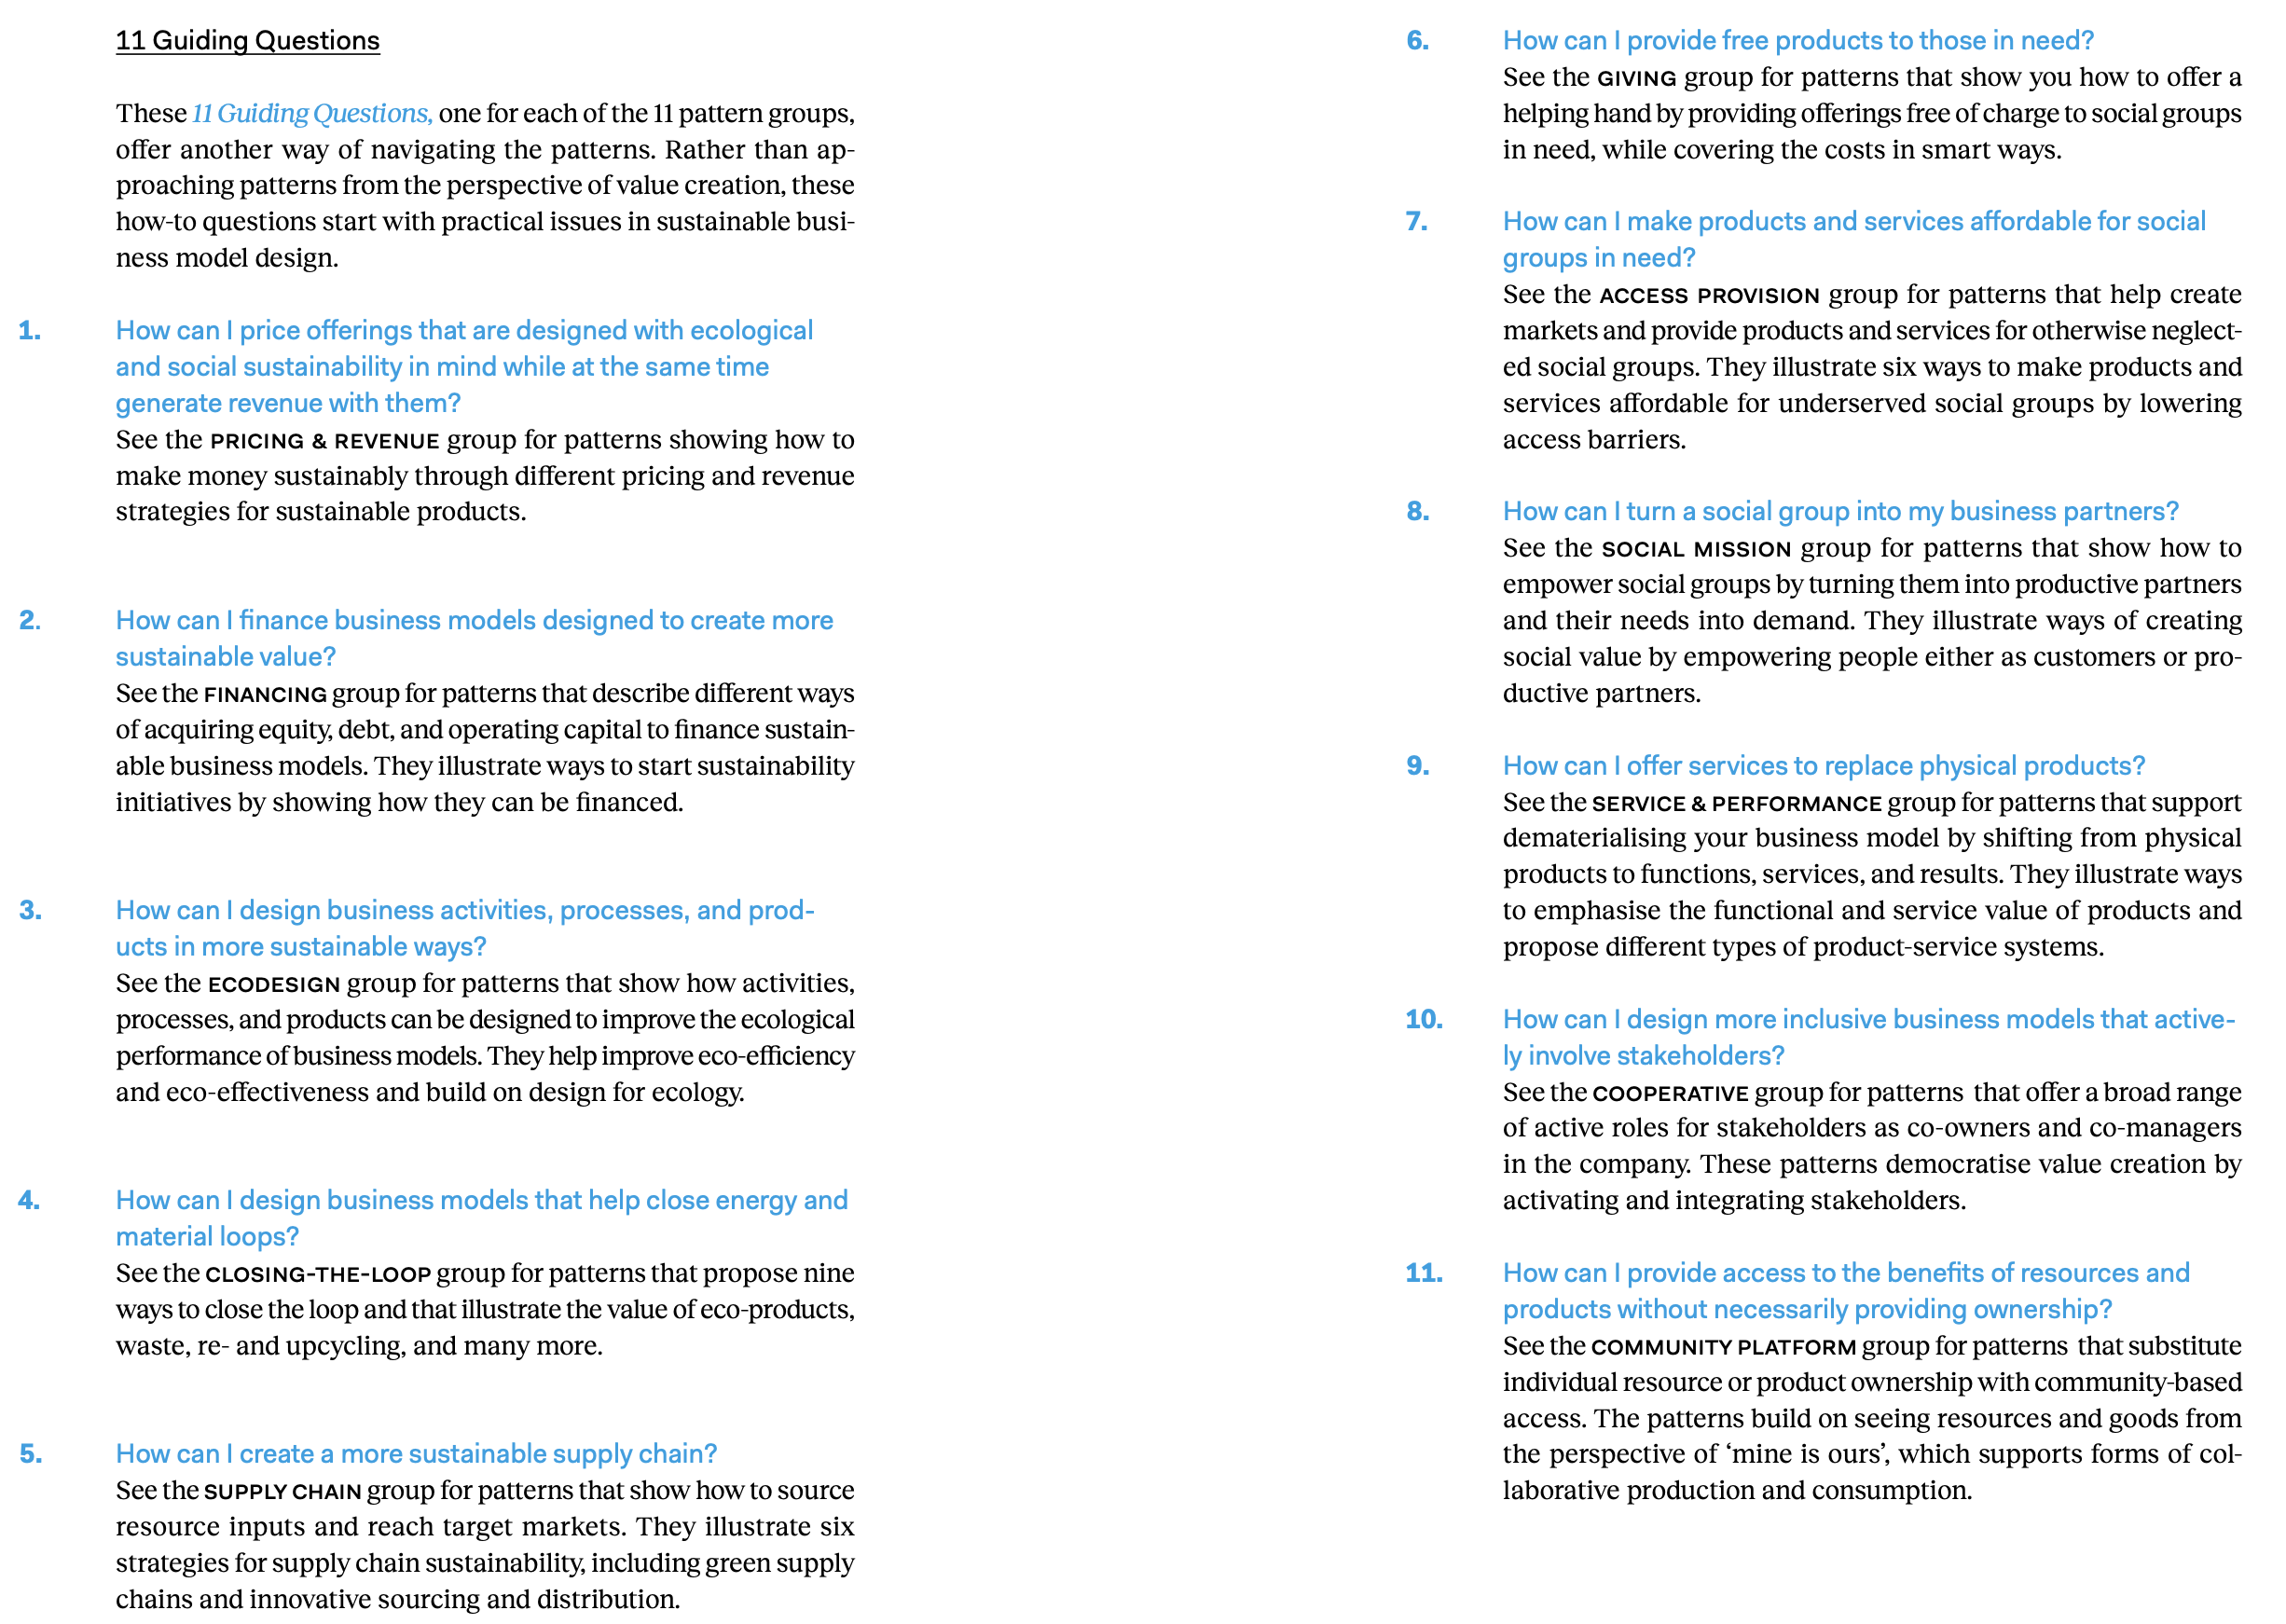 11 Guiding Questions
These 11 Guiding Questions, one for each of the 11 pattern groups,
offer another way of navigating the patterns. Rather than ap-
proaching patterns from the perspective of value creation, these
how-to questions start with practical issues in sustainable busi-
ness model design.
1. How can I price offerings that are designed with ecological
and social sustainability in mind while at the same time
generate revenue with them?
See the PRICING & REVENUE group for patterns showing how to
make money sustainably through different pricing and revenue
strategies for sustainable products.
2. How can I finance business models designed to create more
sustainable value?
See the FINANCING group for patterns that describe different ways
of acquiring equity, debt, and operating capital to finance sustain-
able business models. They illustrate ways to start sustainability
initiatives by showing how they can be financed.
3. How can I design business activities, processes, and prod-
ucts in more sustainable ways?
See the ECODESIGN group for patterns that show how activities,
processes, and products can be designed to improve the ecological
performance of business models. They help improve eco-efficiency
and eco-effectiveness and build on design for ecology.
4. How can I design business models that help close energy and
material loops?
See the CLOSING-THE-LOOP group for patterns that propose nine
ways to close the loop and that illustrate the value of eco-products,
waste, re- and upcycling, and many more.
5. How can I create a more sustainable supply chain?
See the SUPPLY CHAIN group for patterns that show how to source
resource inputs and reach target markets. They illustrate six
strategies for supply chain sustainability, including green supply
chains and innovative sourcing and distribution.
6. How can I provide free products to those in need?
See the GIVING group for patterns that show you how to offer a
helping hand by providing offerings free of charge to social groups
in need, while covering the costs in smart ways.
7. How can I make products and services affordable for social
groups in need?
See the ACCESS PROVISION group for patterns that help create
markets and provide products and services for otherwise neglect-
ed social groups. They illustrate six ways to make products and
services affordable for underserved social groups by lowering
access barriers.
8. How can I turn a social group into my business partners?
See the SOCIAL MISSION group for patterns that show how to
empower social groups by turning them into productive partners
and their needs into demand. They illustrate ways of creating
social value by empowering people either as customers or pro-
ductive partners.
9. How can I offer services to replace physical products?
See the SERVICE & PERFORMANCE group for patterns that support
dematerialising your business model by shifting from physical
products to functions, services, and results. They illustrate ways
to emphasise the functional and service value of products and
propose different types of product-service systems.
10. How can I design more inclusive business models that active-
ly involve stakeholders?
See the COOPERATIVE group for patterns that offer a broad range
of active roles for stakeholders as co-owners and co-managers
in the company. These patterns democratise value creation by
activating and integrating stakeholders.
11. How can I provide access to the benefits of resources and
products without necessarily providing ownership?
See the COMMUNITY PLATFORM group for patterns that substitute
individual resource or product ownership with community-based
access. The patterns build on seeing resources and goods from
the perspective of ‘mine is ours’, which supports forms of col-
laborative production and consumption.